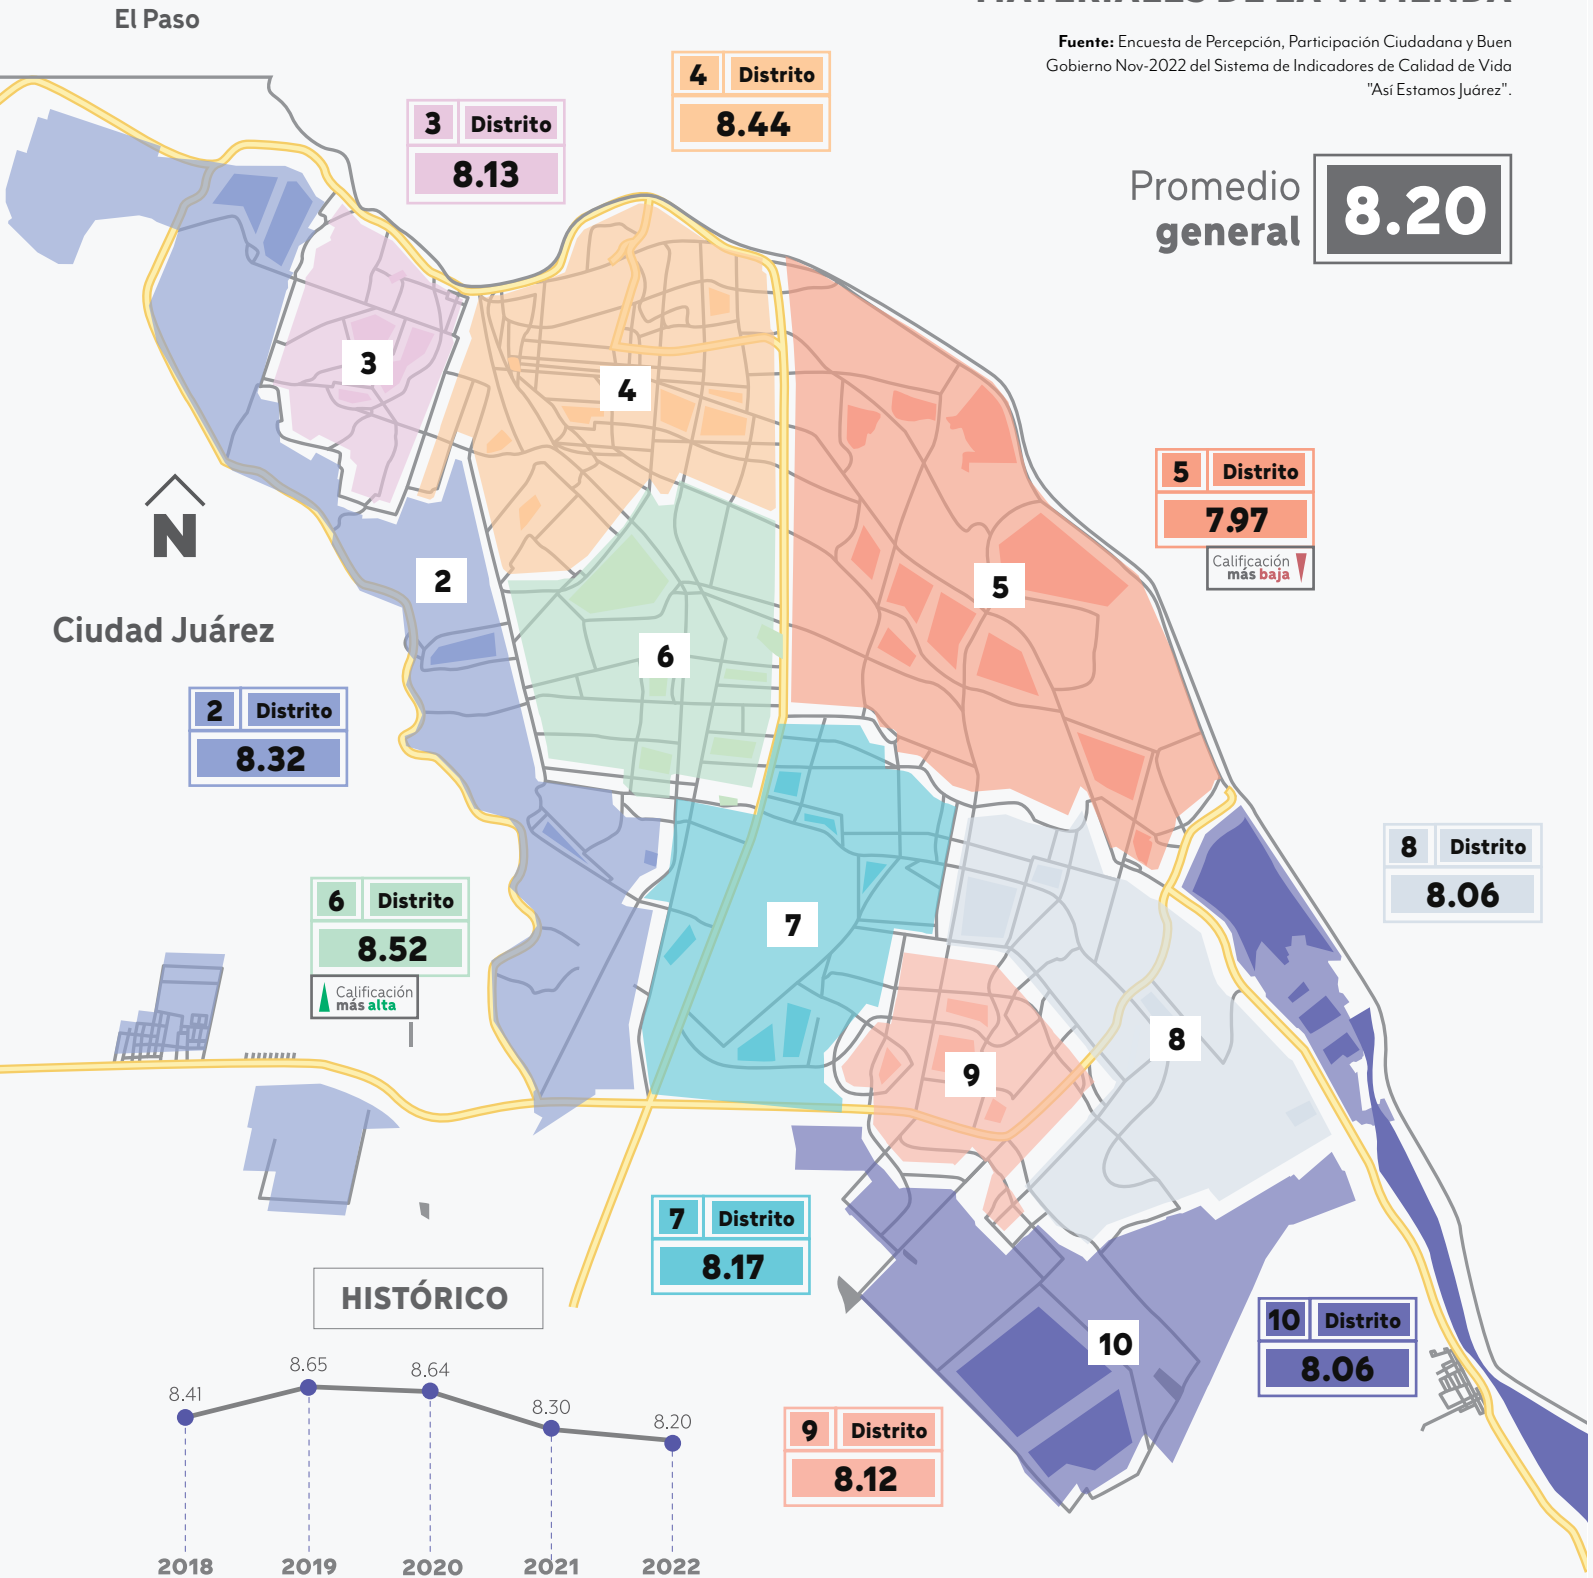 MATERIALES DE LA VIVIENDA
El Paso
Fuente: Encuesta de Percepción, Participación Ciudadana y Buen
Gobierno Nov-2022 del Sistema de Indicadores de Calidad de Vida
"Así Estamos Juárez".
4 Distrito
8.44
3 Distrito
8.13
Promedio
general
8.20
3
4
5 Distrito
7.97
Calificación
más baja
N
2
5
Ciudad Juárez
6
2 Distrito
8.32
8 Distrito
8.06
6 Distrito
8.52
Calificación
más alta
7
8
9
7 Distrito
8.17
HISTÓRICO
10
10 Distrito
8.06
9 Distrito
8.12
8.41
8.65
8.64
8.30
8.20
2018
2019
2020
2021
2022